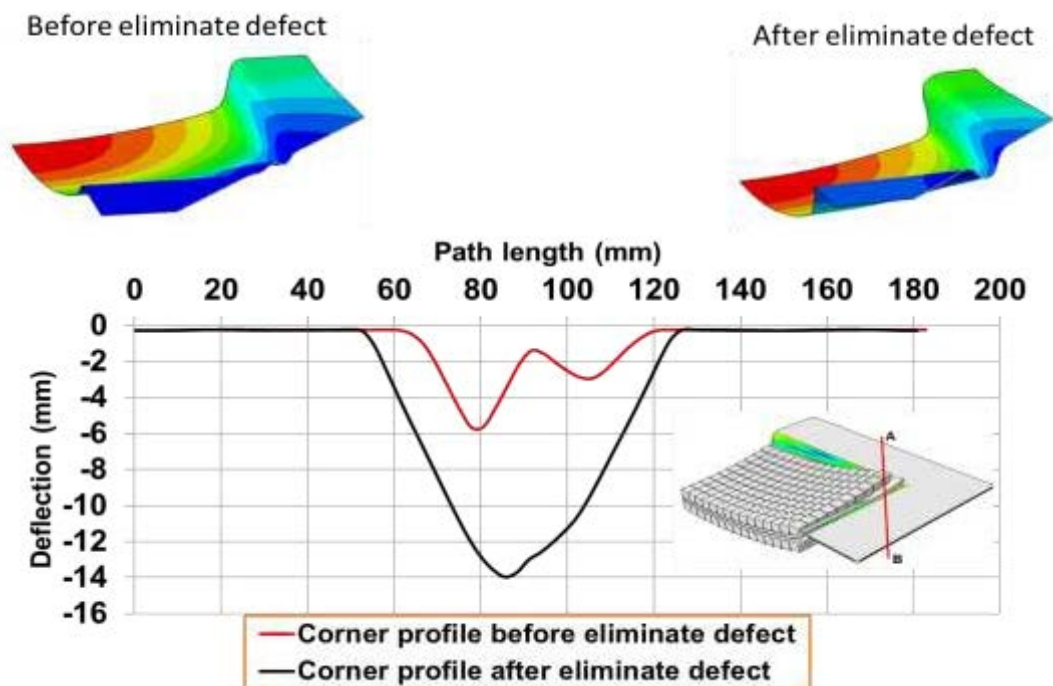 Before eliminate defect
After eliminate defect
Path length (mm)
0 20 40 60 80 100 120 140 160 180 200
Deflection (mm)
0
-2
-4
-6
-8
-10
-12
-14
-16
A
B
Corner profile before eliminate defect
Corner profile after eliminate defect